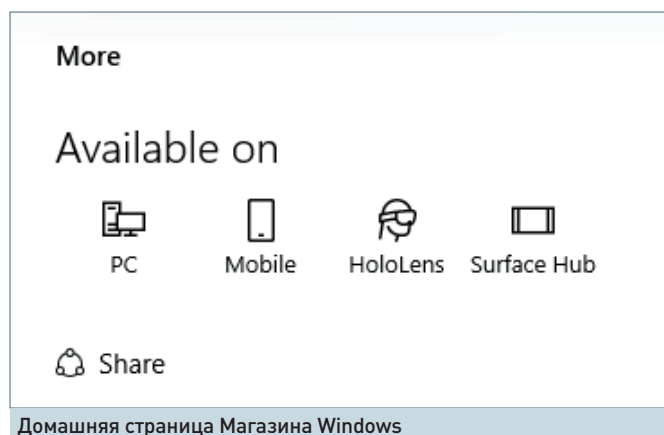 More
Available on
PC Mobile HoloLens Surface Hub
Share
Домашняя страница Магазина Windows